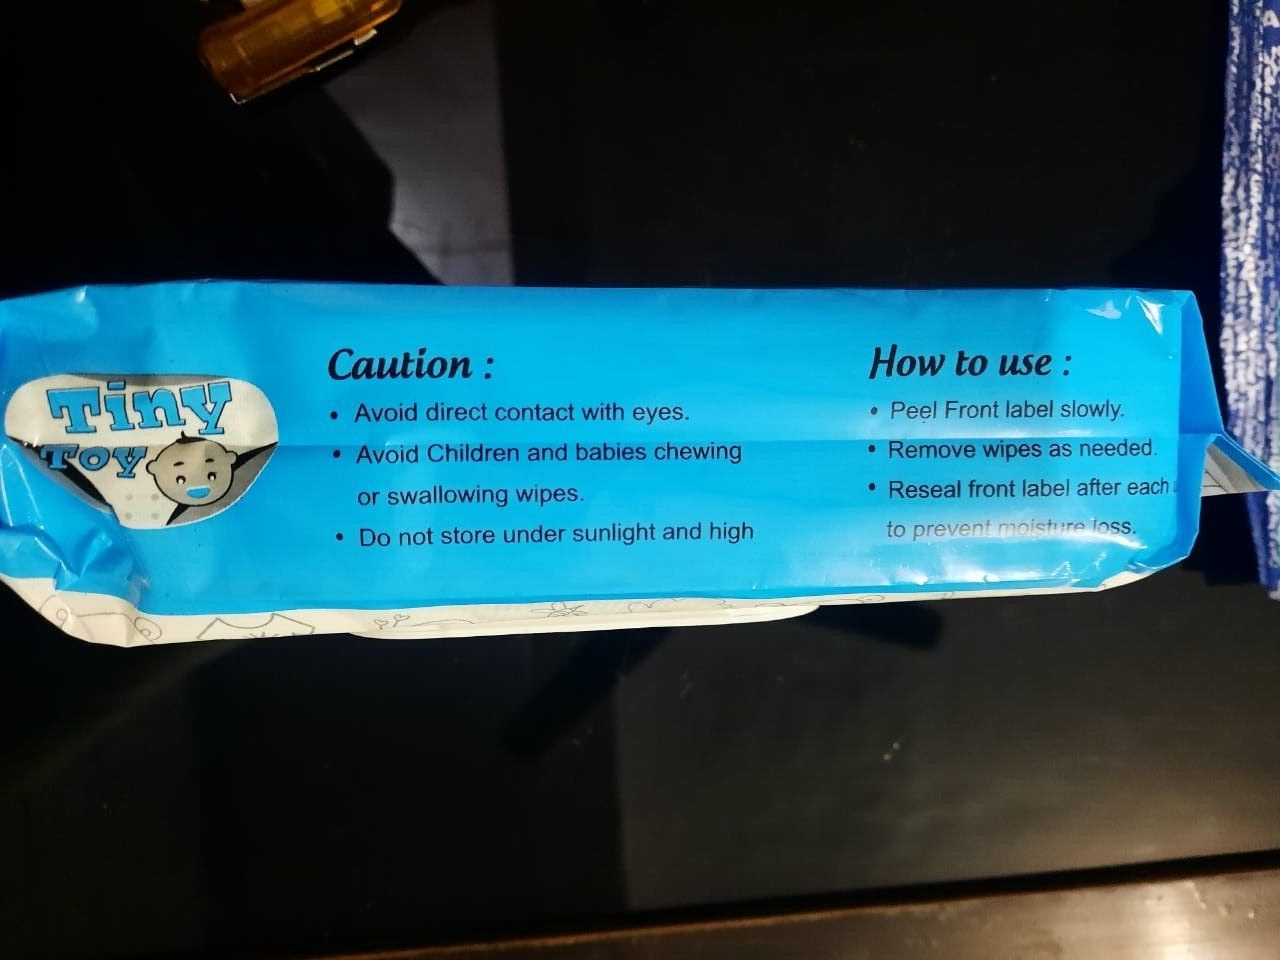 Tiny
Toy
Caution :
• Avoid direct contact with eyes.
• Avoid Children and babies chewing
or swallowing wipes.
• Do not store under sunlight and high
How to use :
• Peel Front label slowly.
• Remove wipes as needed.
• Reseal front label after each
to prevent moisture loss.